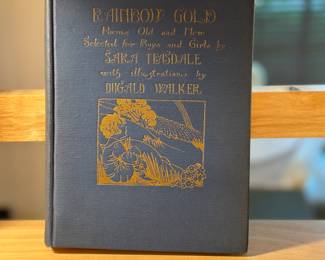 RAINBOW GOLD
Poems Old and New
Selected for Boys and Girls by
SARA TEASDALE
with illustrations by
DUGALD WALKER